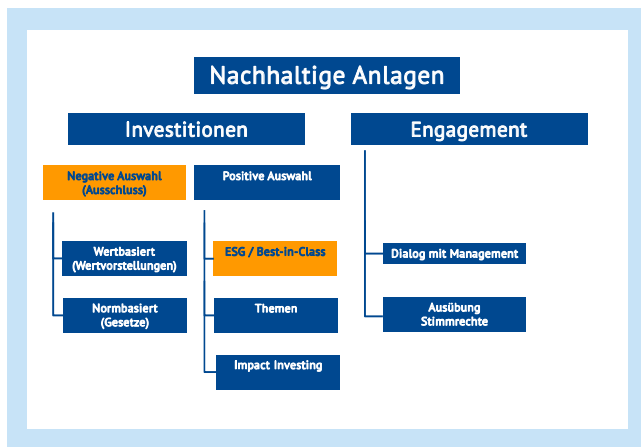 Nachhaltige Anlagen
Investitionen
Engagement
Negative Auswahl
(Ausschluss)
Positive Auswahl
Wertbasiert
(Wertvorstellungen)
Normbasiert
(Gesetze)
ESG / Best-in-Class
Themen
Impact Investing
Dialog mit Management
Ausübung
Stimmrechte